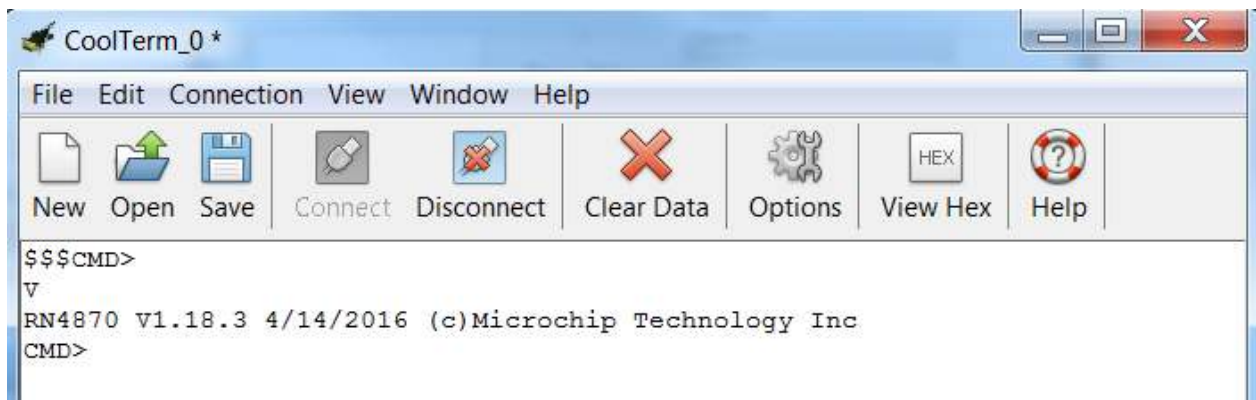 CoolTerm_0 *
File Edit Connection View Window Help
HEX
New Open Save Connect Disconnect Clear Data Options View Hex Help
$$$CMD>
V
RN4870 V1.18.3 4/14/2016 (c)Microchip Technology Inc
CMD>